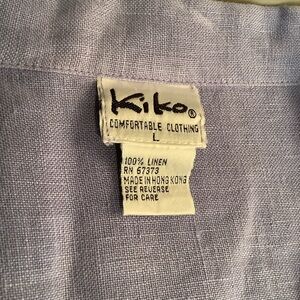 Kiko®
COMFORTABLE CLOTHING
L
100% LINEN
RN 67373
MADE IN HONG KONG
SEE REVERSE
FOR CARE